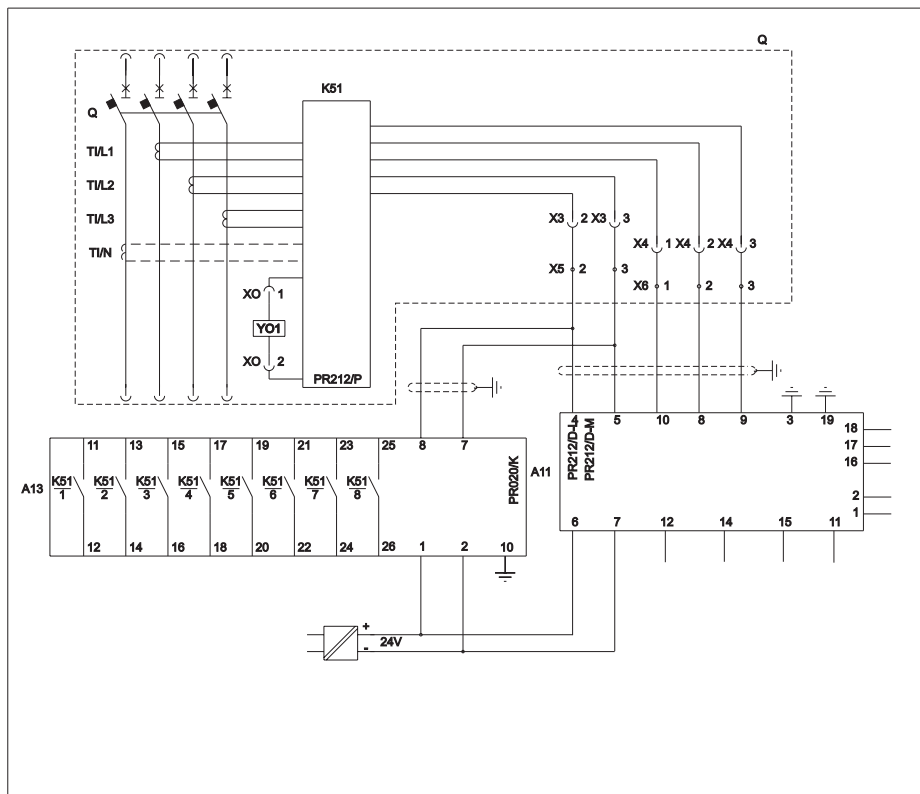 Q
K51
Q
TI/L1
TI/L2
TI/L3
TI/N
X3 2 X3 3
X4 1 X4 2 X4 3
X5 2 3
X6 1 2 3
XO 1
YO1
XO 2
PR212/P
11 13 15 17 19 21 23 25 8 7
4 5 10 8 9 3 19
PR212/D-L
PR212/D-M
18
17
16
2
1
A11
A13
K51 1
K51 2
K51 3
K51 4
K51 5
K51 6
K51 7
K51 8
PR020/K
6 7 12 14 15 11
12 14 16 18 20 22 24 26 1 2 10
+
24V
-